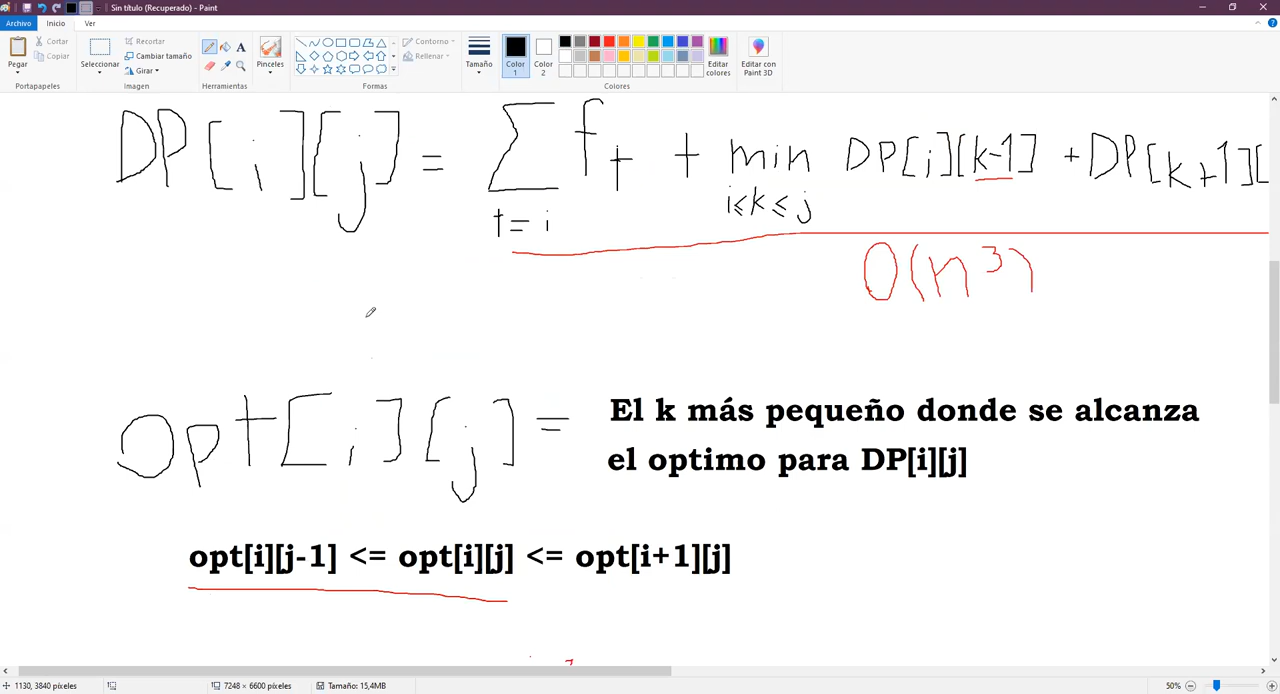 Sin título (Recuperado) - Paint
Archivo Inicio Ver
Pegar
Cortar
Copiar
Portapapeles
Seleccionar
Recortar
Cambiar tamaño
Girar
Imagen
A
Herramientas
Pinceles
Contorno
Rellenar
Formas
Tamaño
Color 1
Color 2
Editar colores
Colores
Editar con Paint 3D
DP[i][j] = ∑ f_t + min DP[i][k-1] + DP[k+1][
t = i i≤k≤j
O(n³)
opt[i][j] =
El k más pequeño donde se alcanza
el optimo para DP[i][j]
opt[i][j-1] <= opt[i][j] <= opt[i+1][j]
1130, 3840 píxeles 7248 × 6600 píxeles Tamaño: 15,4MB 50%